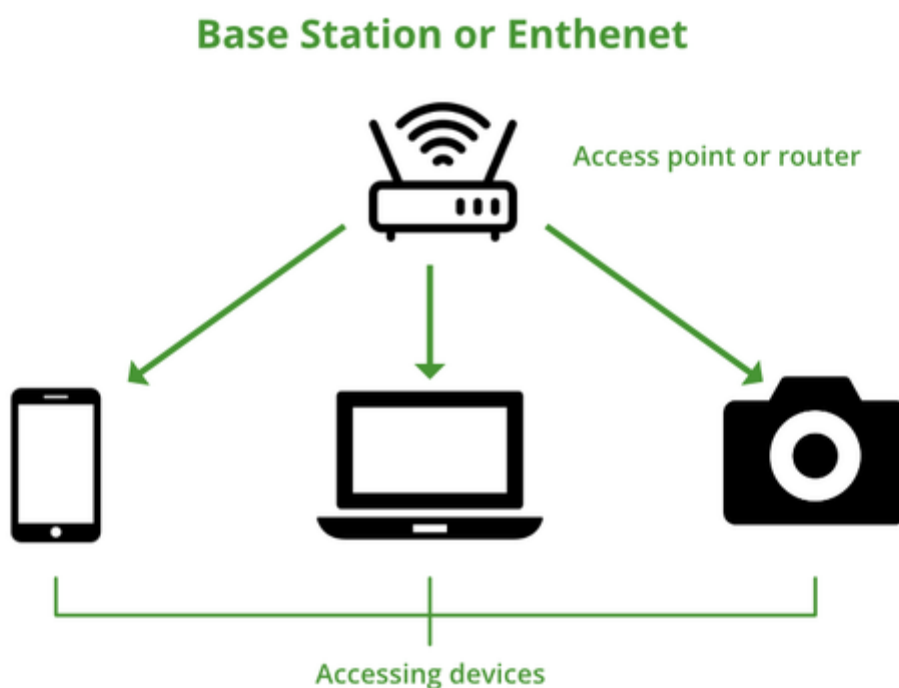 Base Station or Enthenet
Access point or router
Accessing devices